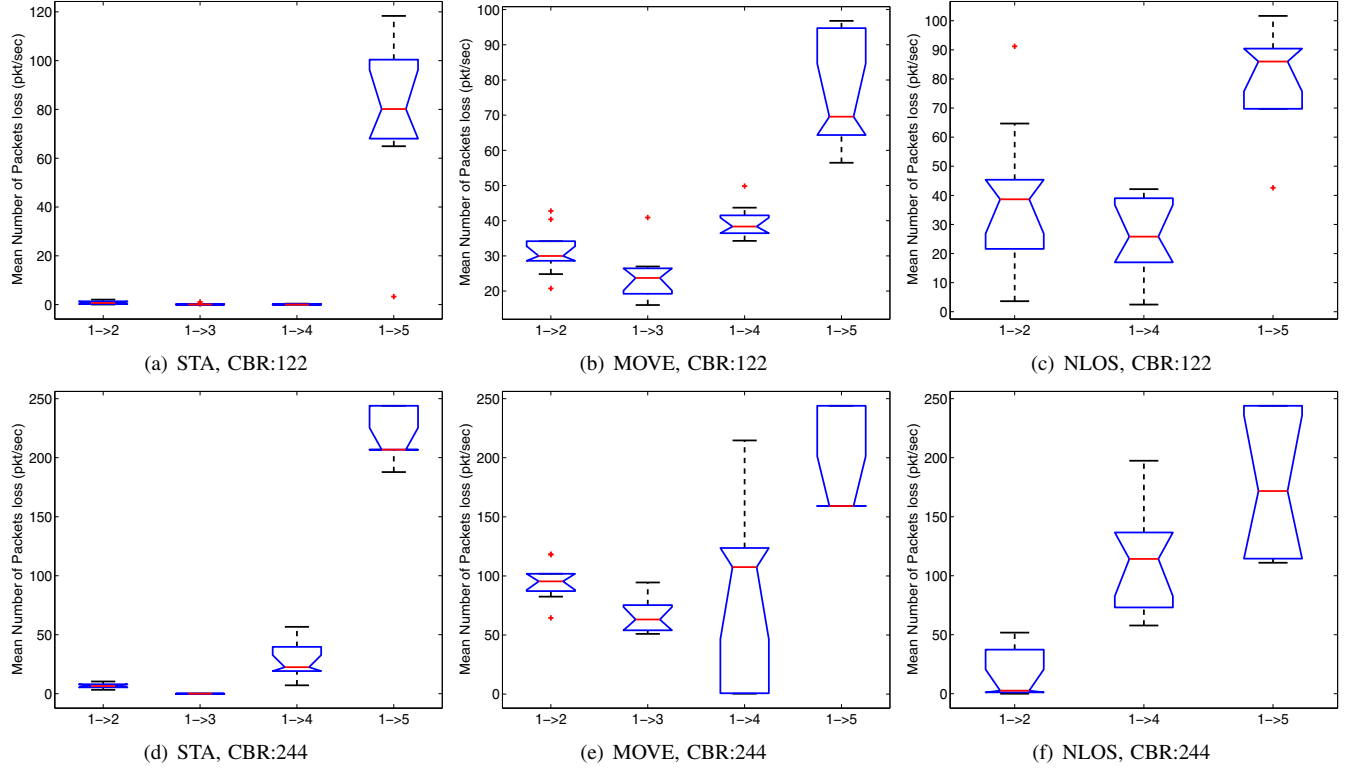 Mean Number of Packets loss (pkt/sec)
120
100
80
60
40
20
0
1->2 1->3 1->4 1->5
(a) STA, CBR:122
Mean Number of Packets loss (pkt/sec)
100
90
80
70
60
50
40
30
20
1->2 1->3 1->4 1->5
(b) MOVE, CBR:122
Mean Number of Packets loss (pkt/sec)
100
90
80
70
60
50
40
30
20
10
0
1->2 1->4 1->5
(c) NLOS, CBR:122
Mean Number of Packets loss (pkt/sec)
250
200
150
100
50
0
1->2 1->3 1->4 1->5
(d) STA, CBR:244
Mean Number of Packets loss (pkt/sec)
250
200
150
100
50
0
1->2 1->3 1->4 1->5
(e) MOVE, CBR:244
Mean Number of Packets loss (pkt/sec)
250
200
150
100
50
0
1->2 1->4 1->5
(f) NLOS, CBR:244